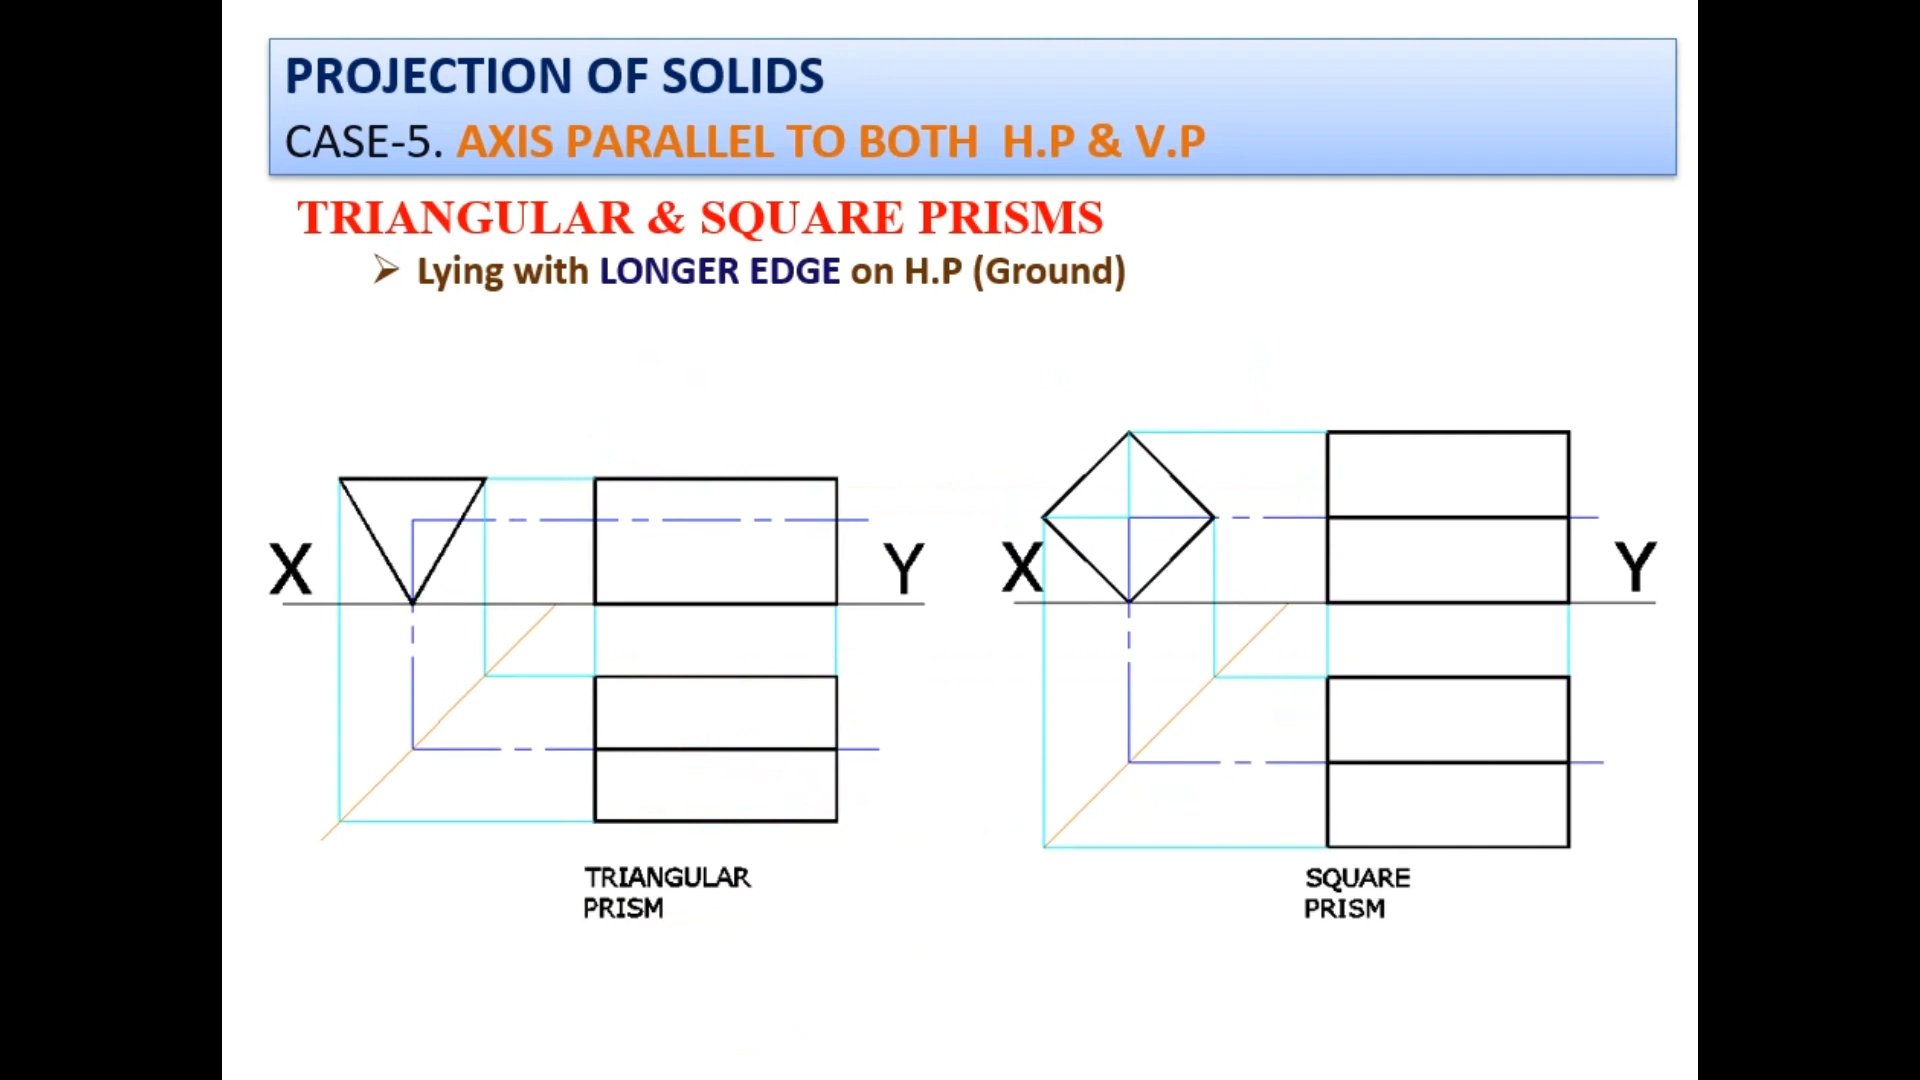 PROJECTION OF SOLIDS
CASE-5. AXIS PARALLEL TO BOTH H.P & V.P
TRIANGULAR & SQUARE PRISMS
➢ Lying with LONGER EDGE on H.P (Ground)
X Y
X Y
TRIANGULAR
PRISM
SQUARE
PRISM